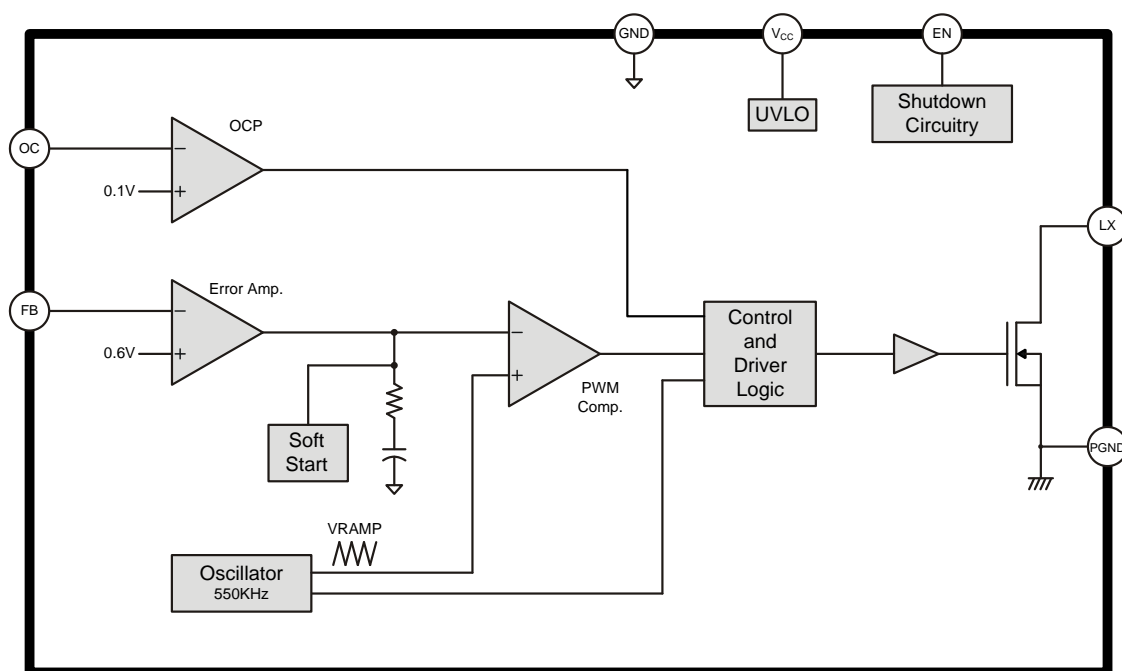 GND
VCC
EN
UVLO
Shutdown
Circuitry
OC
OCP
−
0.1V
+
LX
FB
Error Amp.
−
0.6V
+
−
+
PWM
Comp.
Control
and
Driver
Logic
Soft
Start
PGND
VRAMP
Oscillator
550KHz